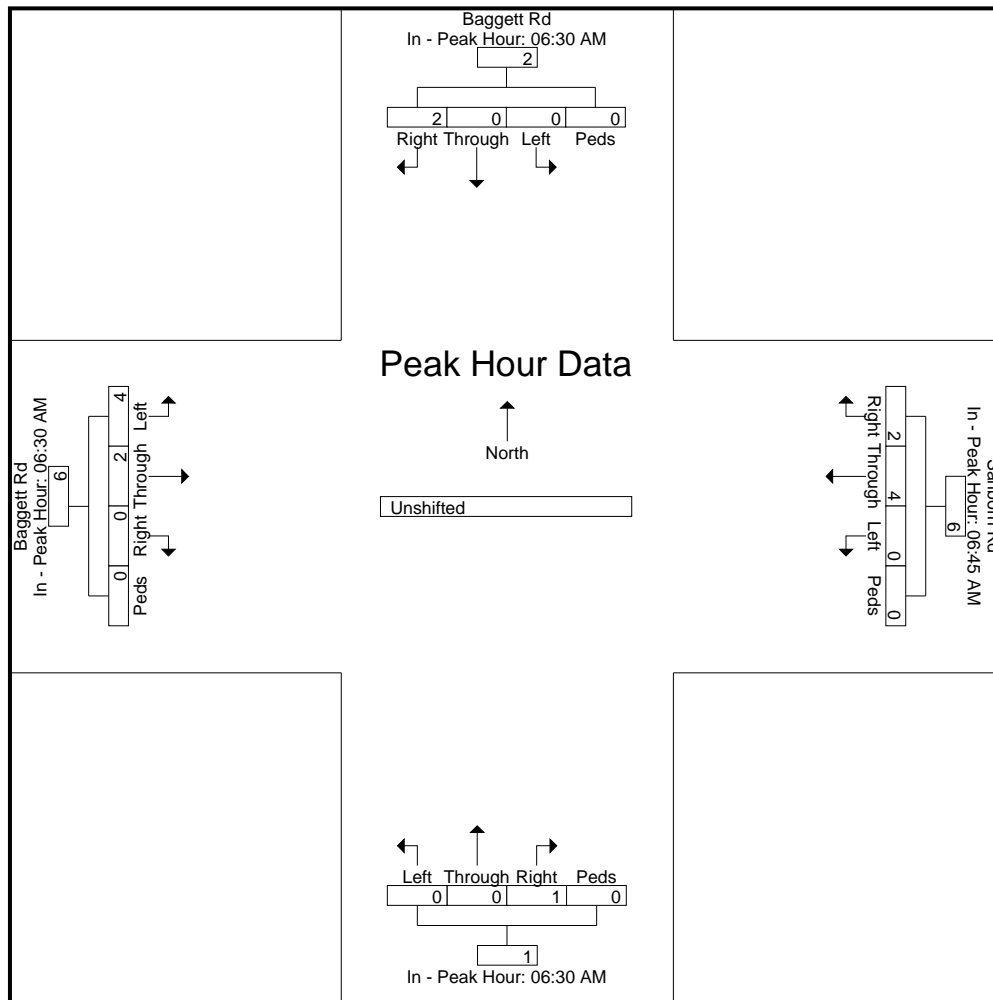 Baggett Rd
In - Peak Hour: 06:30 AM
2
2 0 0 0
Right Through Left Peds
Peak Hour Data
North
Unshifted
Baggett Rd
In - Peak Hour: 06:30 AM
6
4 2 0 0
Left Through Right Peds
Right Through Left Peds
2 4 0 0
6
In - Peak Hour: 06:45 AM
Rd
Left Through Right Peds
0 0 1 0
1
In - Peak Hour: 06:30 AM